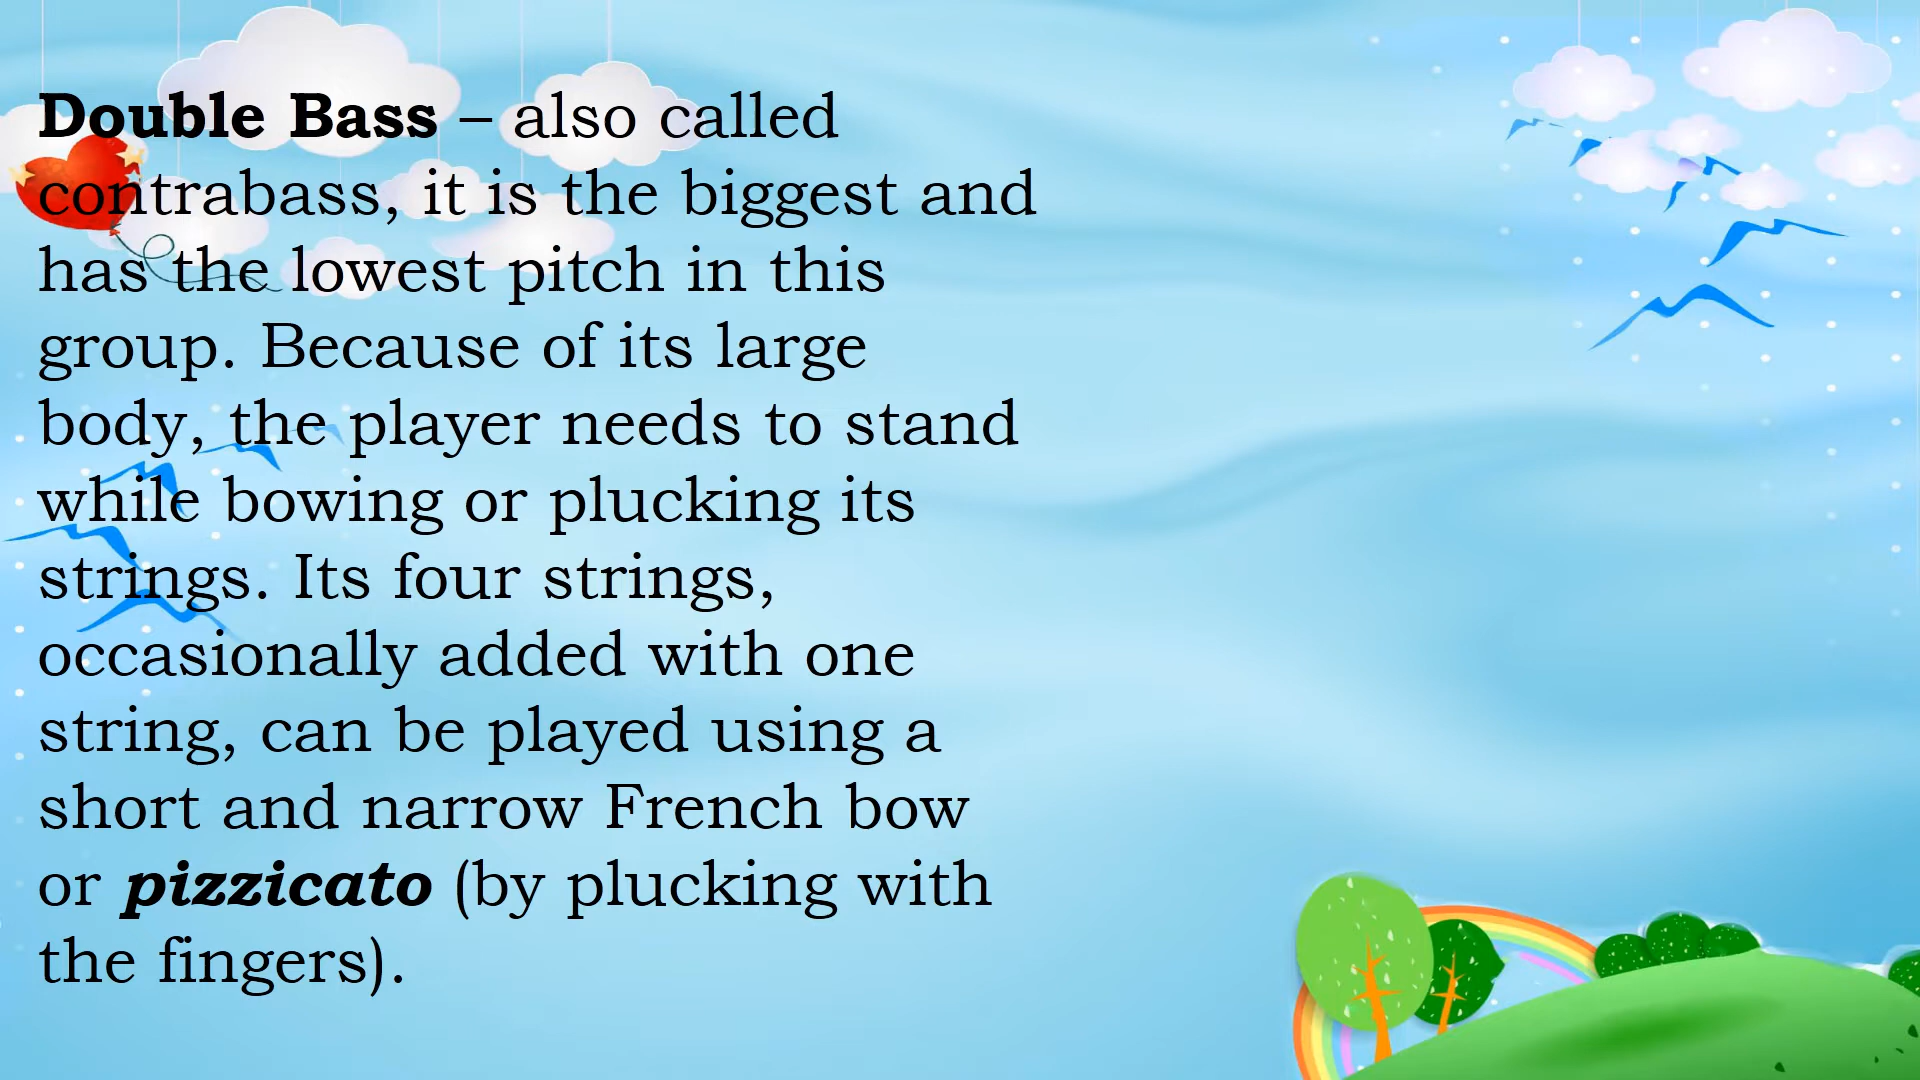 Double Bass – also called
contrabass, it is the biggest and
has the lowest pitch in this
group. Because of its large
body, the player needs to stand
while bowing or plucking its
strings. Its four strings,
occasionally added with one
string, can be played using a
short and narrow French bow
or pizzicato (by plucking with
the fingers).